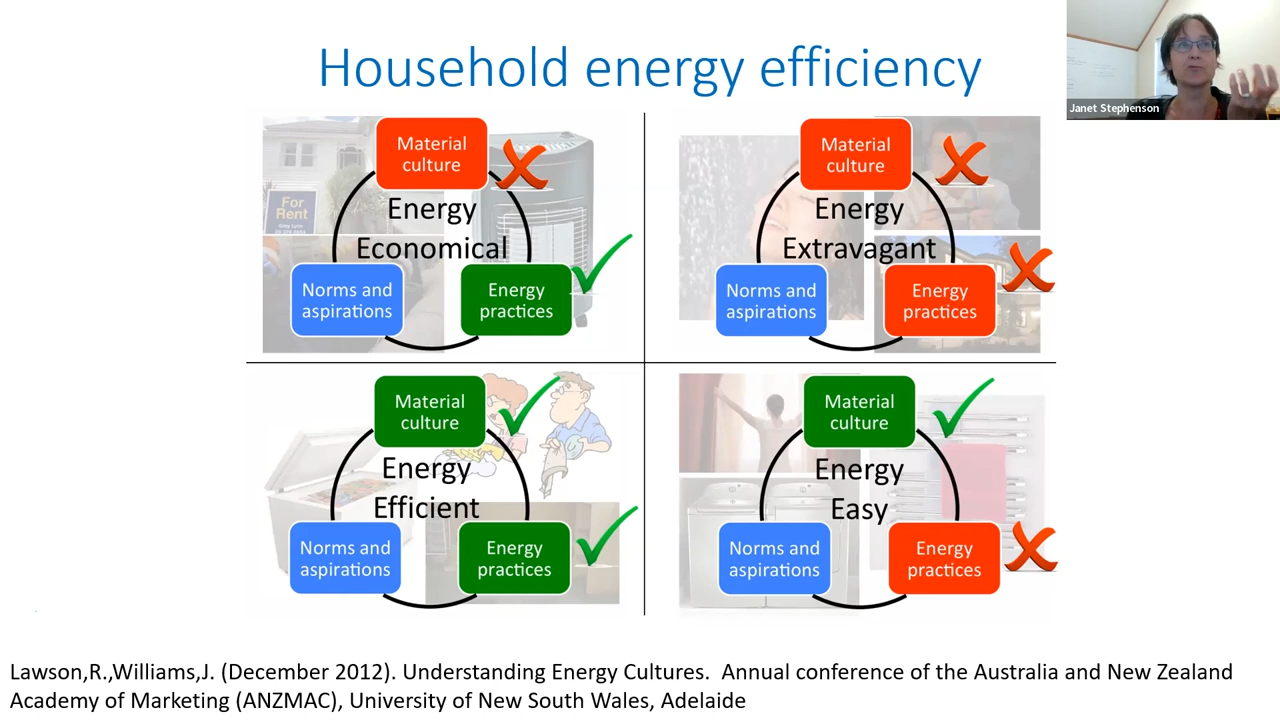 Household energy efficiency
Janet Stephenson
Material
culture
Energy
Economical
For
Rent
Norms and
aspirations
Energy
practices
Material
culture
Energy
Extravagant
Norms and
aspirations
Energy
practices
Material
culture
Energy
Efficient
Norms and
aspirations
Energy
practices
Material
culture
Energy
Easy
Norms and
aspirations
Energy
practices
Lawson,R.,Williams,J. (December 2012). Understanding Energy Cultures. Annual conference of the Australia and New Zealand
Academy of Marketing (ANZMAC), University of New South Wales, Adelaide